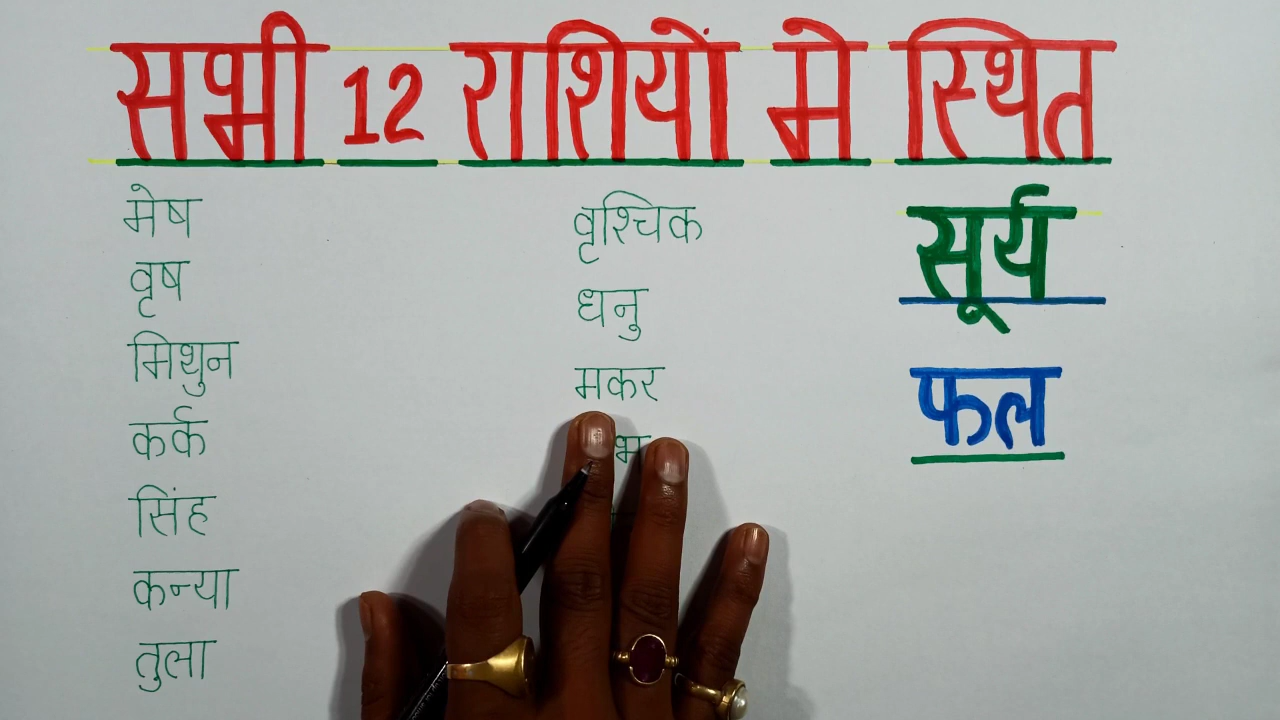 सभी 12 राशियों मे स्थित
सूर्य
फल
मेष
वृष
मिथुन
कर्क
सिंह
कन्या
तुला
वृश्चिक
धनु
मकर